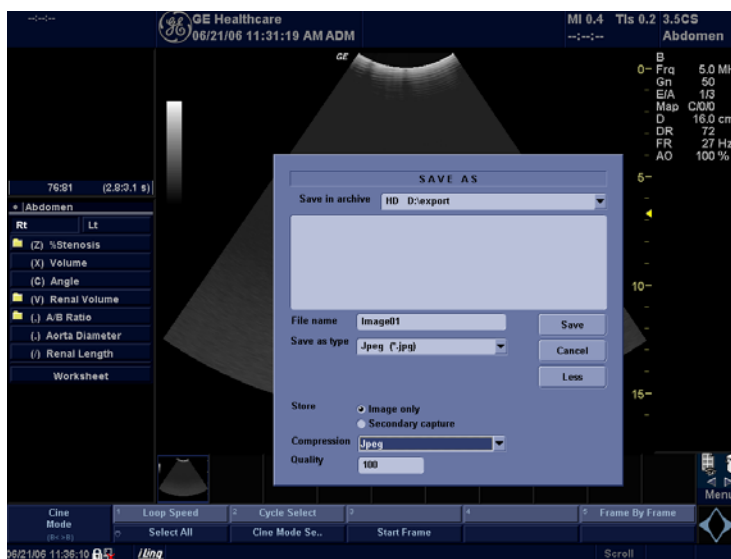 --:--:--
GE Healthcare
06/21/06 11:31:19 AM ADM
MI 0.4 TIs 0.2 3.5CS
--:--:-- Abdomen
GE
B
Frq 5.0 MH
Gn 50
E/A 1/3
Map C/0/0
D 16.0 cm
DR 72
FR 27 Hz
AO 100 %
0-
5-
10-
15-
76:81 (2.8:3.1 s)
Abdomen
Rt Lt
(Z) %Stenosis
(X) Volume
(C) Angle
(V) Renal Volume
(,) A/B Ratio
(.) Aorta Diameter
(/) Renal Length
Worksheet
SAVE AS
Save in archive HD D:\export
File name Image01
Save as type Jpeg (*.jpg)
Save
Cancel
Less
Store Image only
Secondary capture
Compression Jpeg
Quality 100
Menu
Cine Mode (B<>B)
1 Loop Speed 2 Cycle Select 3 4 5 Frame By Frame
Select All Cine Mode Se.. Start Frame
06/21/06 11:36:10 iLinq Scroll